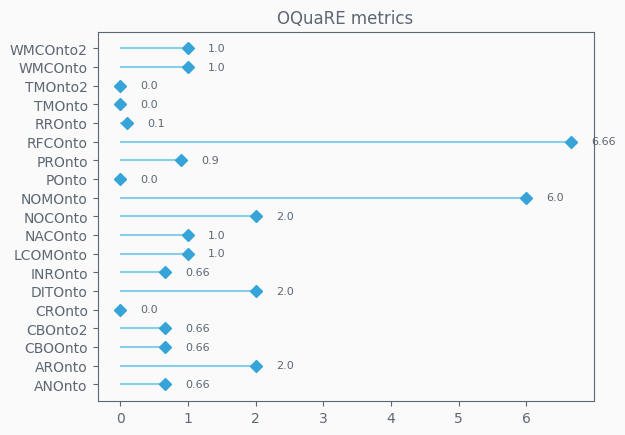 OQuaRE metrics
WMCOnto2 1.0
WMCOnto 1.0
TMOnto2 0.0
TMOnto 0.0
RROnto 0.1
RFCOnto 6.66
PROnto 0.9
POnto 0.0
NOMOnto 6.0
NOCOnto 2.0
NACOnto 1.0
LCOMOnto 1.0
INROnto 0.66
DITOnto 2.0
CROnto 0.0
CBOnto2 0.66
CBOOnto 0.66
AROnto 2.0
ANOnto 0.66
0 1 2 3 4 5 6